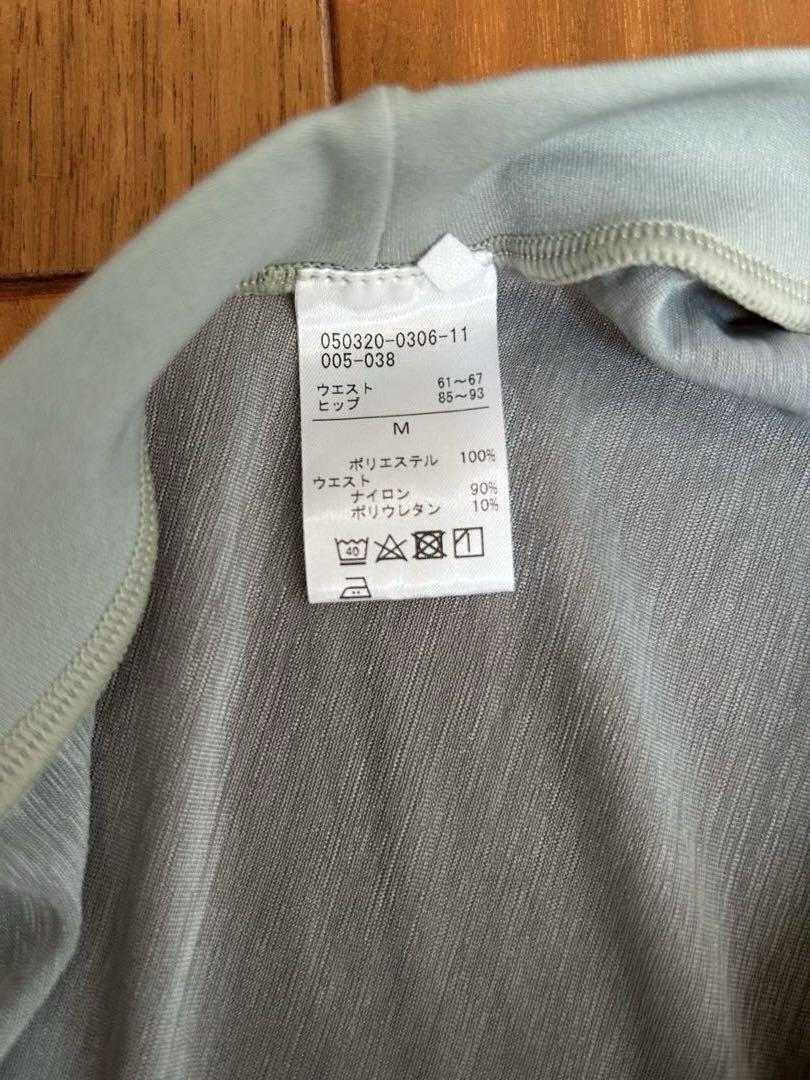 050320-0306-11
005-038
ウエスト 61～67
ヒップ 85～93
M
ポリエステル 100%
ウエスト
ナイロン 90%
ポリウレタン 10%
40